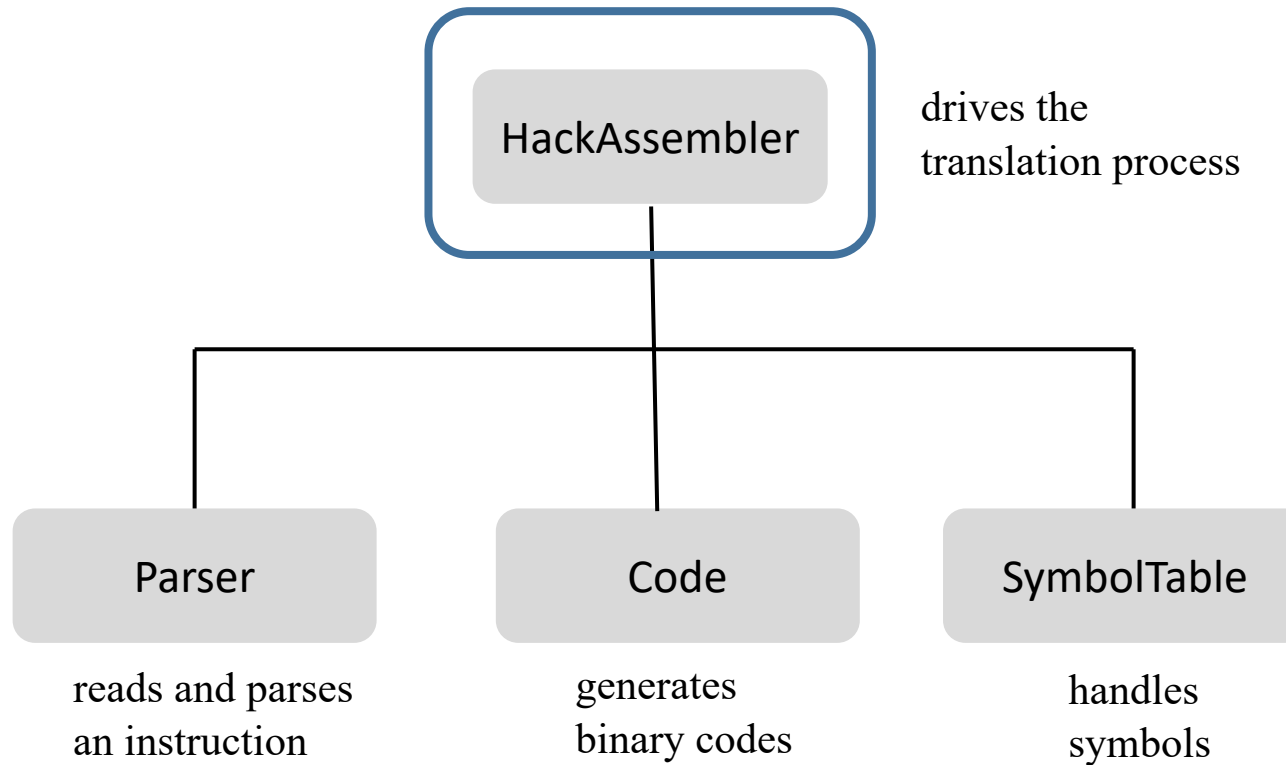 HackAssembler
drives the
translation process
Parser
Code
SymbolTable
reads and parses
an instruction
generates
binary codes
handles
symbols